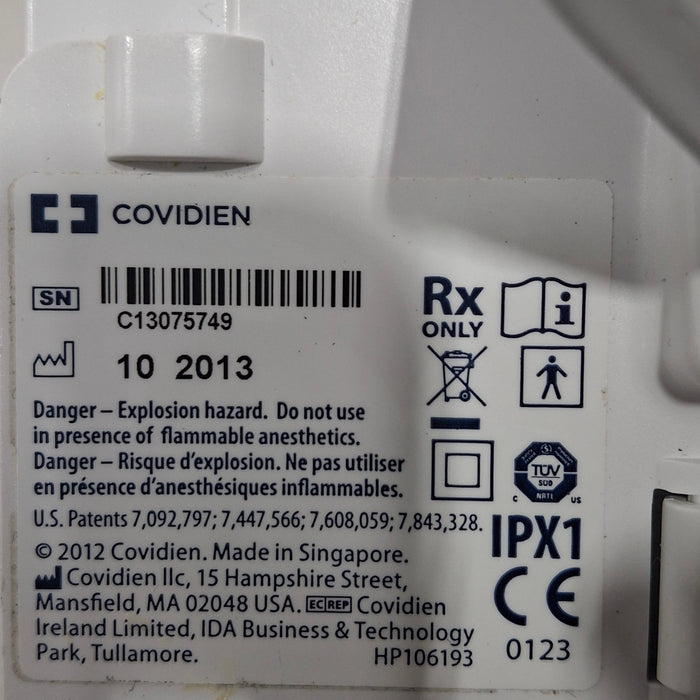 COVIDIEN
SN
C13075749
10 2013
Rx
ONLY
Danger – Explosion hazard. Do not use
in presence of flammable anesthetics.
Danger – Risque d'explosion. Ne pas utiliser
en présence d'anesthésiques inflammables.
U.S. Patents 7,092,797; 7,447,566; 7,608,059; 7,843,328.
© 2012 Covidien. Made in Singapore.
Covidien llc, 15 Hampshire Street,
Mansfield, MA 02048 USA. EC REP Covidien
Ireland Limited, IDA Business & Technology
Park, Tullamore.
HP106193
i
TÜV
SÜD
NRTL
C US
IPX1
CE
0123